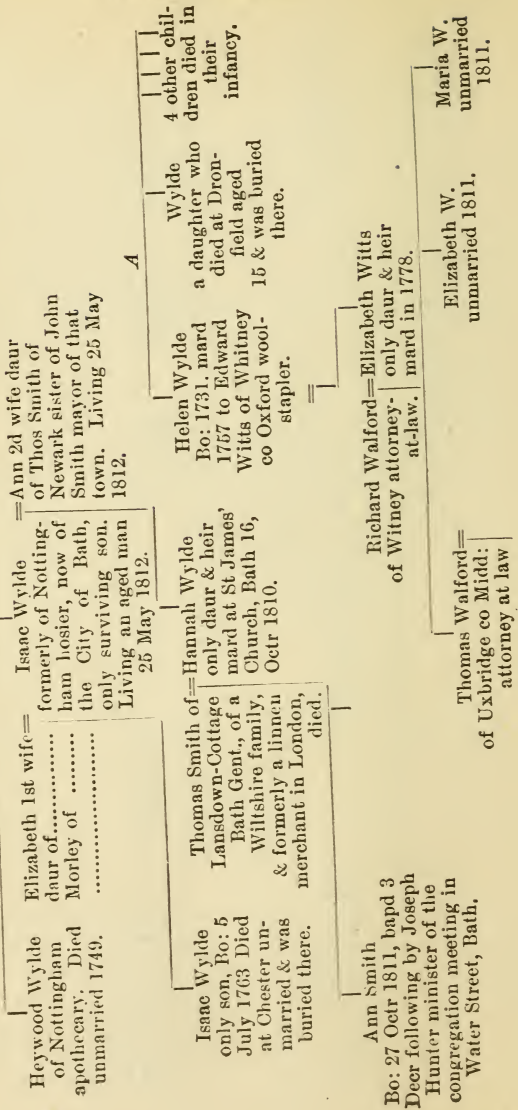 Heywood Wylde
of Nottingham
apothecary. Died
unmarried 1749.
Elizabeth 1st wife=
daur of...............
Morley of .........
........................
Isaac Wylde
formerly of Notting-
ham hosier, now of
the City of Bath,
only surviving son.
Living an aged man
25 May 1812.
=Ann 2d wife daur
of Thos Smith of
Newark sister of John
Smith mayor of that
town. Living 25 May
1812.
A
Isaac Wylde
only son, Bo: 5
July 1763 Died
at Chester un-
married & was
buried there.
Thomas Smith of=
Lansdown-Cottage
Bath Gent., of a
Wiltshire family,
& formerly a linnen
merchant in London,
died.
=Hannah Wylde
only daur & heir
mard at St James'
Church, Bath 16,
Octr 1810.
Helen Wylde
Bo: 1731. mard
1757 to Edward
Witts of Whitney
co Oxford wool-
stapler.
=
Wylde
a daughter who
died at Dron-
field aged
15 & was buried
there.
4 other chil-
dren died in
their
infancy.
Ann Smith
Bo: 27 Octr 1811, bapd 3
Decr following by Joseph
Hunter minister of the
congregation meeting in
Water Street, Bath.
Richard Walford=Elizabeth Witts
of Witney attorney-
at-law.
only daur & heir
mard in 1778.
Thomas Walford=
of Uxbridge co Midd:
attorney at law
Elizabeth W.
unmarried 1811.
Maria W.
unmarried
1811.